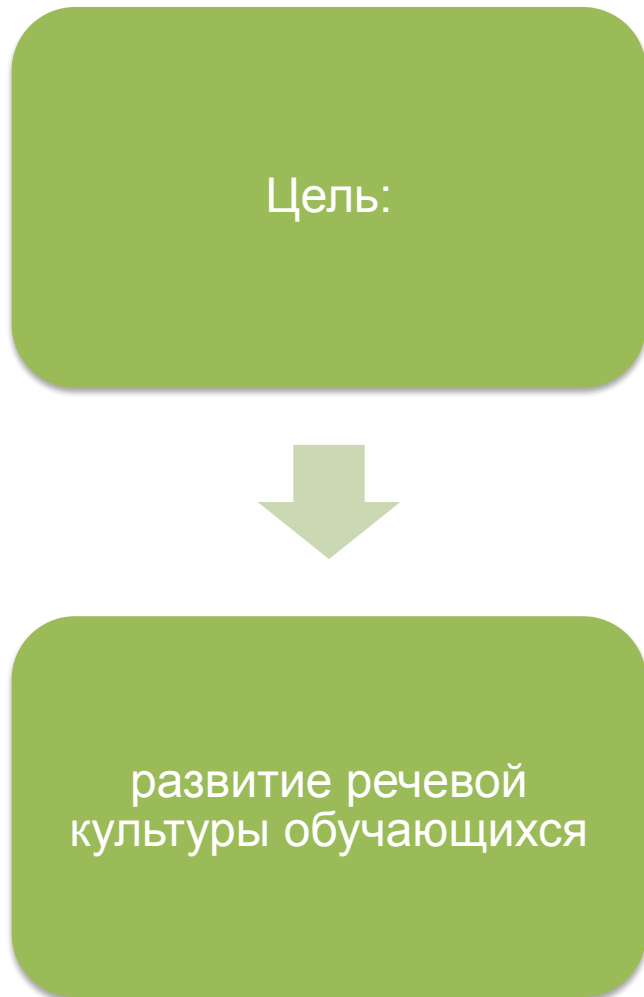 Цель:
развитие речевой
культуры обучающихся